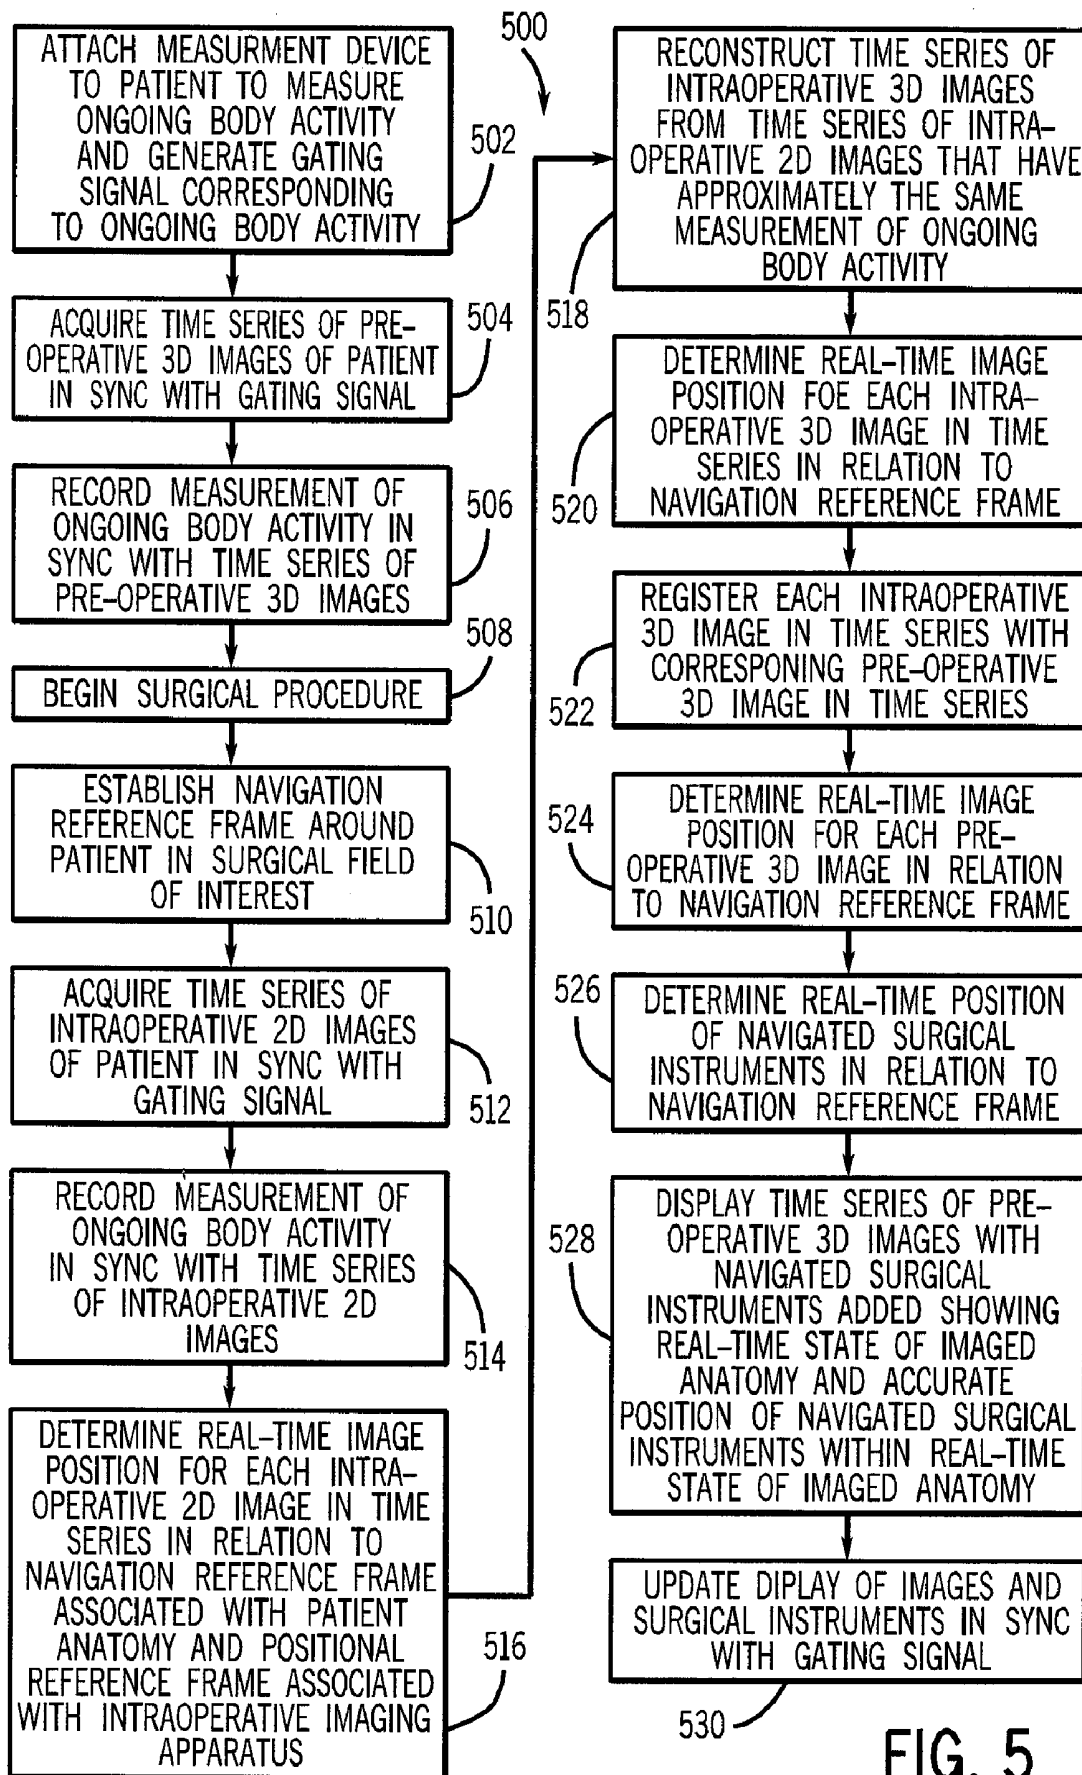 500
ATTACH MEASURMENT DEVICE
TO PATIENT TO MEASURE
ONGOING BODY ACTIVITY
AND GENERATE GATING
SIGNAL CORRESPONDING
TO ONGOING BODY ACTIVITY
502
ACQUIRE TIME SERIES OF PRE–
OPERATIVE 3D IMAGES OF PATIENT
IN SYNC WITH GATING SIGNAL
504
RECORD MEASUREMENT OF
ONGOING BODY ACTIVITY IN
SYNC WITH TIME SERIES OF
PRE–OPERATIVE 3D IMAGES
506
BEGIN SURGICAL PROCEDURE
508
ESTABLISH NAVIGATION
REFERENCE FRAME AROUND
PATIENT IN SURGICAL FIELD
OF INTEREST
510
ACQUIRE TIME SERIES OF
INTRAOPERATIVE 2D IMAGES
OF PATIENT IN SYNC WITH
GATING SIGNAL
512
RECORD MEASUREMENT OF
ONGOING BODY ACTIVITY
IN SYNC WITH TIME SERIES
OF INTRAOPERATIVE 2D
IMAGES
514
DETERMINE REAL–TIME IMAGE
POSITION FOR EACH INTRA–
OPERATIVE 2D IMAGE IN TIME
SERIES IN RELATION TO
NAVIGATION REFERENCE FRAME
ASSOCIATED WITH PATIENT
ANATOMY AND POSITIONAL
REFERENCE FRAME ASSOCIATED
WITH INTRAOPERATIVE IMAGING
APPARATUS
516
RECONSTRUCT TIME SERIES OF
INTRAOPERATIVE 3D IMAGES
FROM TIME SERIES OF INTRA–
OPERATIVE 2D IMAGES THAT HAVE
APPROXIMATELY THE SAME
MEASUREMENT OF ONGOING
BODY ACTIVITY
518
DETERMINE REAL–TIME IMAGE
POSITION FOE EACH INTRA–
OPERATIVE 3D IMAGE IN TIME
SERIES IN RELATION TO
NAVIGATION REFERENCE FRAME
520
REGISTER EACH INTRAOPERATIVE
3D IMAGE IN TIME SERIES WITH
CORRESPONING PRE–OPERATIVE
3D IMAGE IN TIME SERIES
522
DETERMINE REAL–TIME IMAGE
POSITION FOR EACH PRE–
OPERATIVE 3D IMAGE IN RELATION
TO NAVIGATION REFERENCE FRAME
524
DETERMINE REAL–TIME POSITION
OF NAVIGATED SURGICAL
INSTRUMENTS IN RELATION TO
NAVIGATION REFERENCE FRAME
526
DISPLAY TIME SERIES OF PRE–
OPERATIVE 3D IMAGES WITH
NAVIGATED SURGICAL
INSTRUMENTS ADDED SHOWING
REAL–TIME STATE OF IMAGED
ANATOMY AND ACCURATE
POSITION OF NAVIGATED SURGICAL
INSTRUMENTS WITHIN REAL–TIME
STATE OF IMAGED ANATOMY
528
UPDATE DIPLAY OF IMAGES AND
SURGICAL INSTRUMENTS IN SYNC
WITH GATING SIGNAL
530
FIG. 5